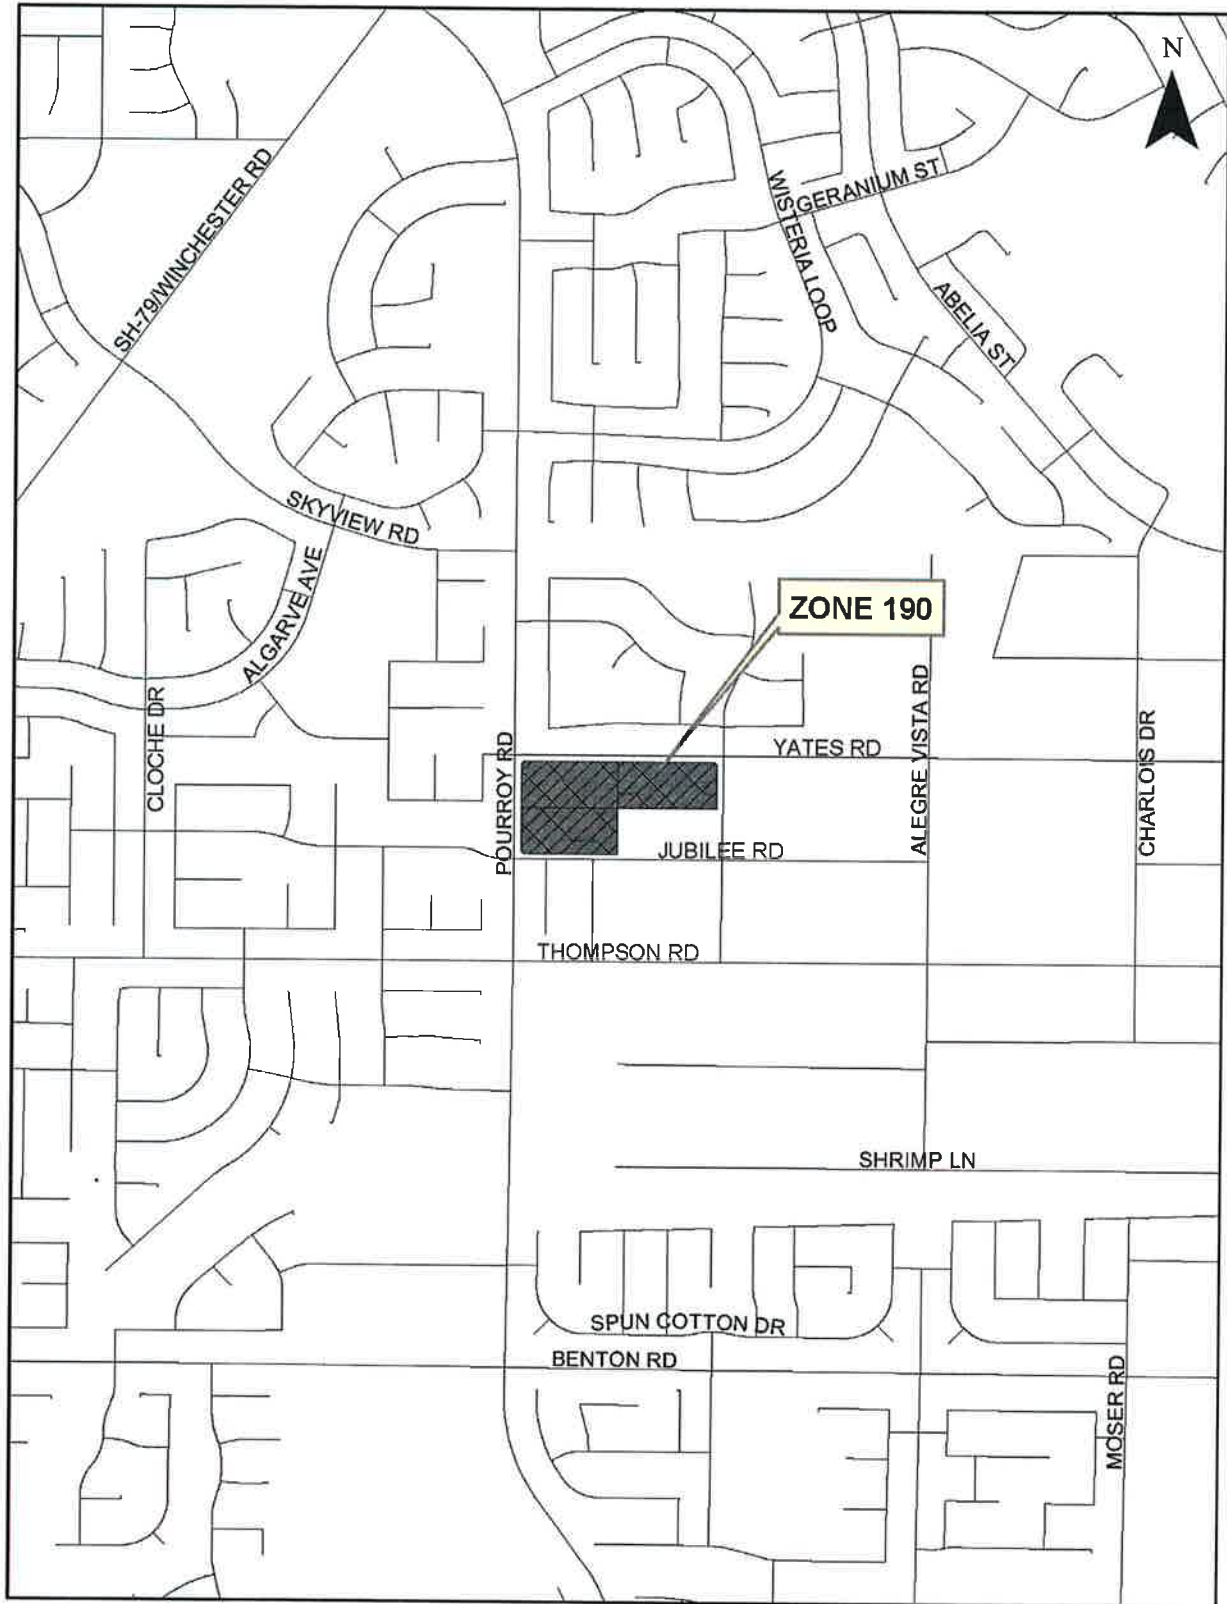 N
SH-79/WINCHESTER RD
WISTERIA LOOP
GERANIUM ST
ABELIA ST
SKYVIEW RD
ALGARVE AVE
ZONE 190
CLOCHE DR
POURROY RD
YATES RD
ALEGRE VISTA RD
CHARLOIS DR
JUBILEE RD
THOMPSON RD
SHRIMP LN
SPUN COTTON DR
BENTON RD
MOSER RD